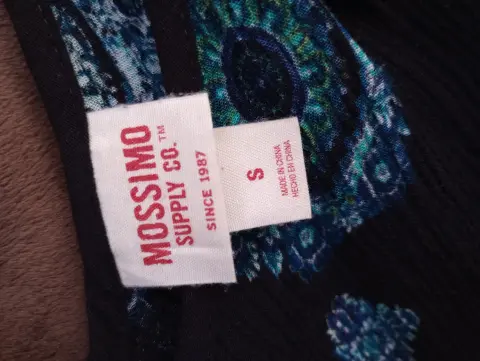 MOSSIMO
SUPPLY CO.™
SINCE 1987
S
MADE IN CHINA
HECHO EN CHINA